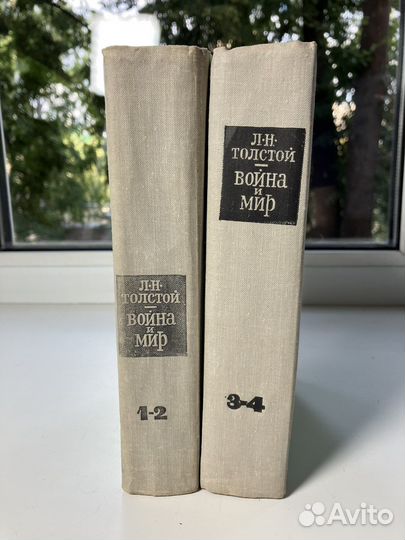 Л·Н·
ТОЛСТОЙ
ВОЙНА
И
МИР
1-2
Л·Н·
ТОЛСТОЙ
ВОЙНА
И
МИР
3-4
Avito